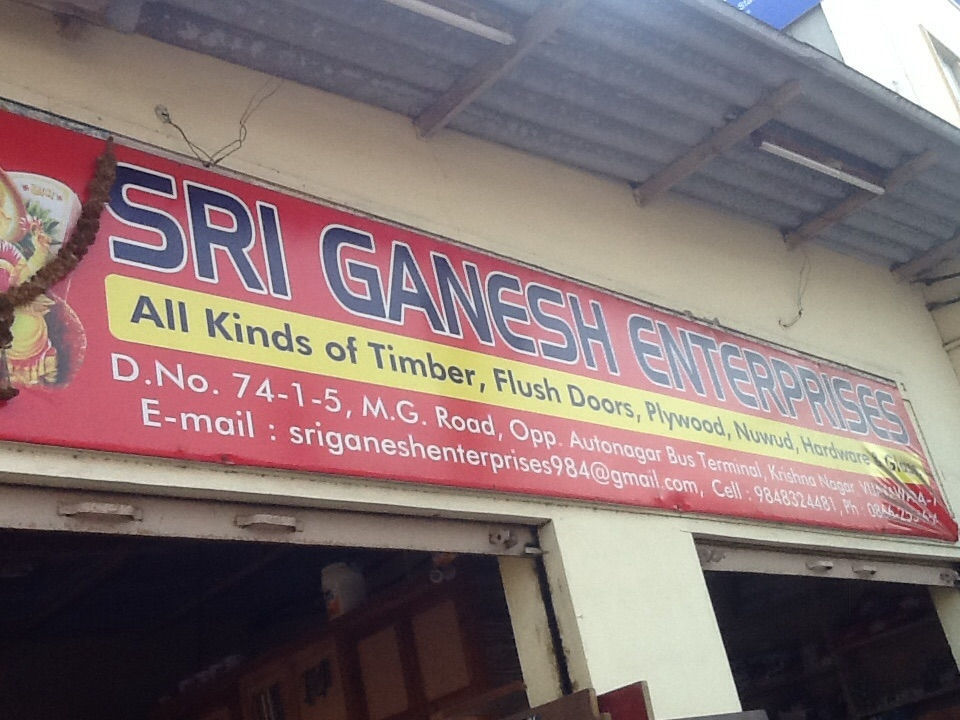 SRI GANESH ENTERPRISES
All Kinds of Timber, Flush Doors, Plywood, Nuwud, Hardware &
D.No. 74-1-5, M.G. Road, Opp. Autonagar Bus Terminal, Krishna Nagar
E-mail : sriganeshenterprises984@gmail.com, Cell : 9848324481, Ph :